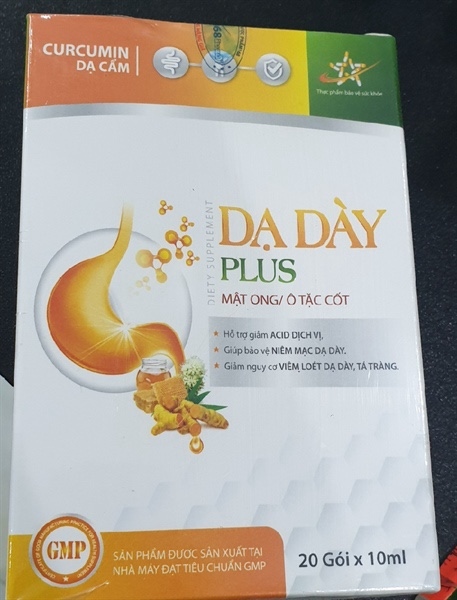 CURCUMIN
DẠ CẨM
Thực phẩm bảo vệ sức khỏe
DIETY SUPPLEMENT
DẠ DÀY
PLUS
MẬT ONG/ Ô TẶC CỐT
Hỗ trợ giảm ACID DỊCH VỊ,
Giúp bảo vệ NIÊM MẠC DẠ DÀY.
Giảm nguy cơ VIÊM LOÉT DẠ DÀY, TÁ TRÀNG.
GMP
SẢN PHẨM ĐƯỢC SẢN XUẤT TẠI
NHÀ MÁY ĐẠT TIÊU CHUẨN GMP
20 Gói x 10ml